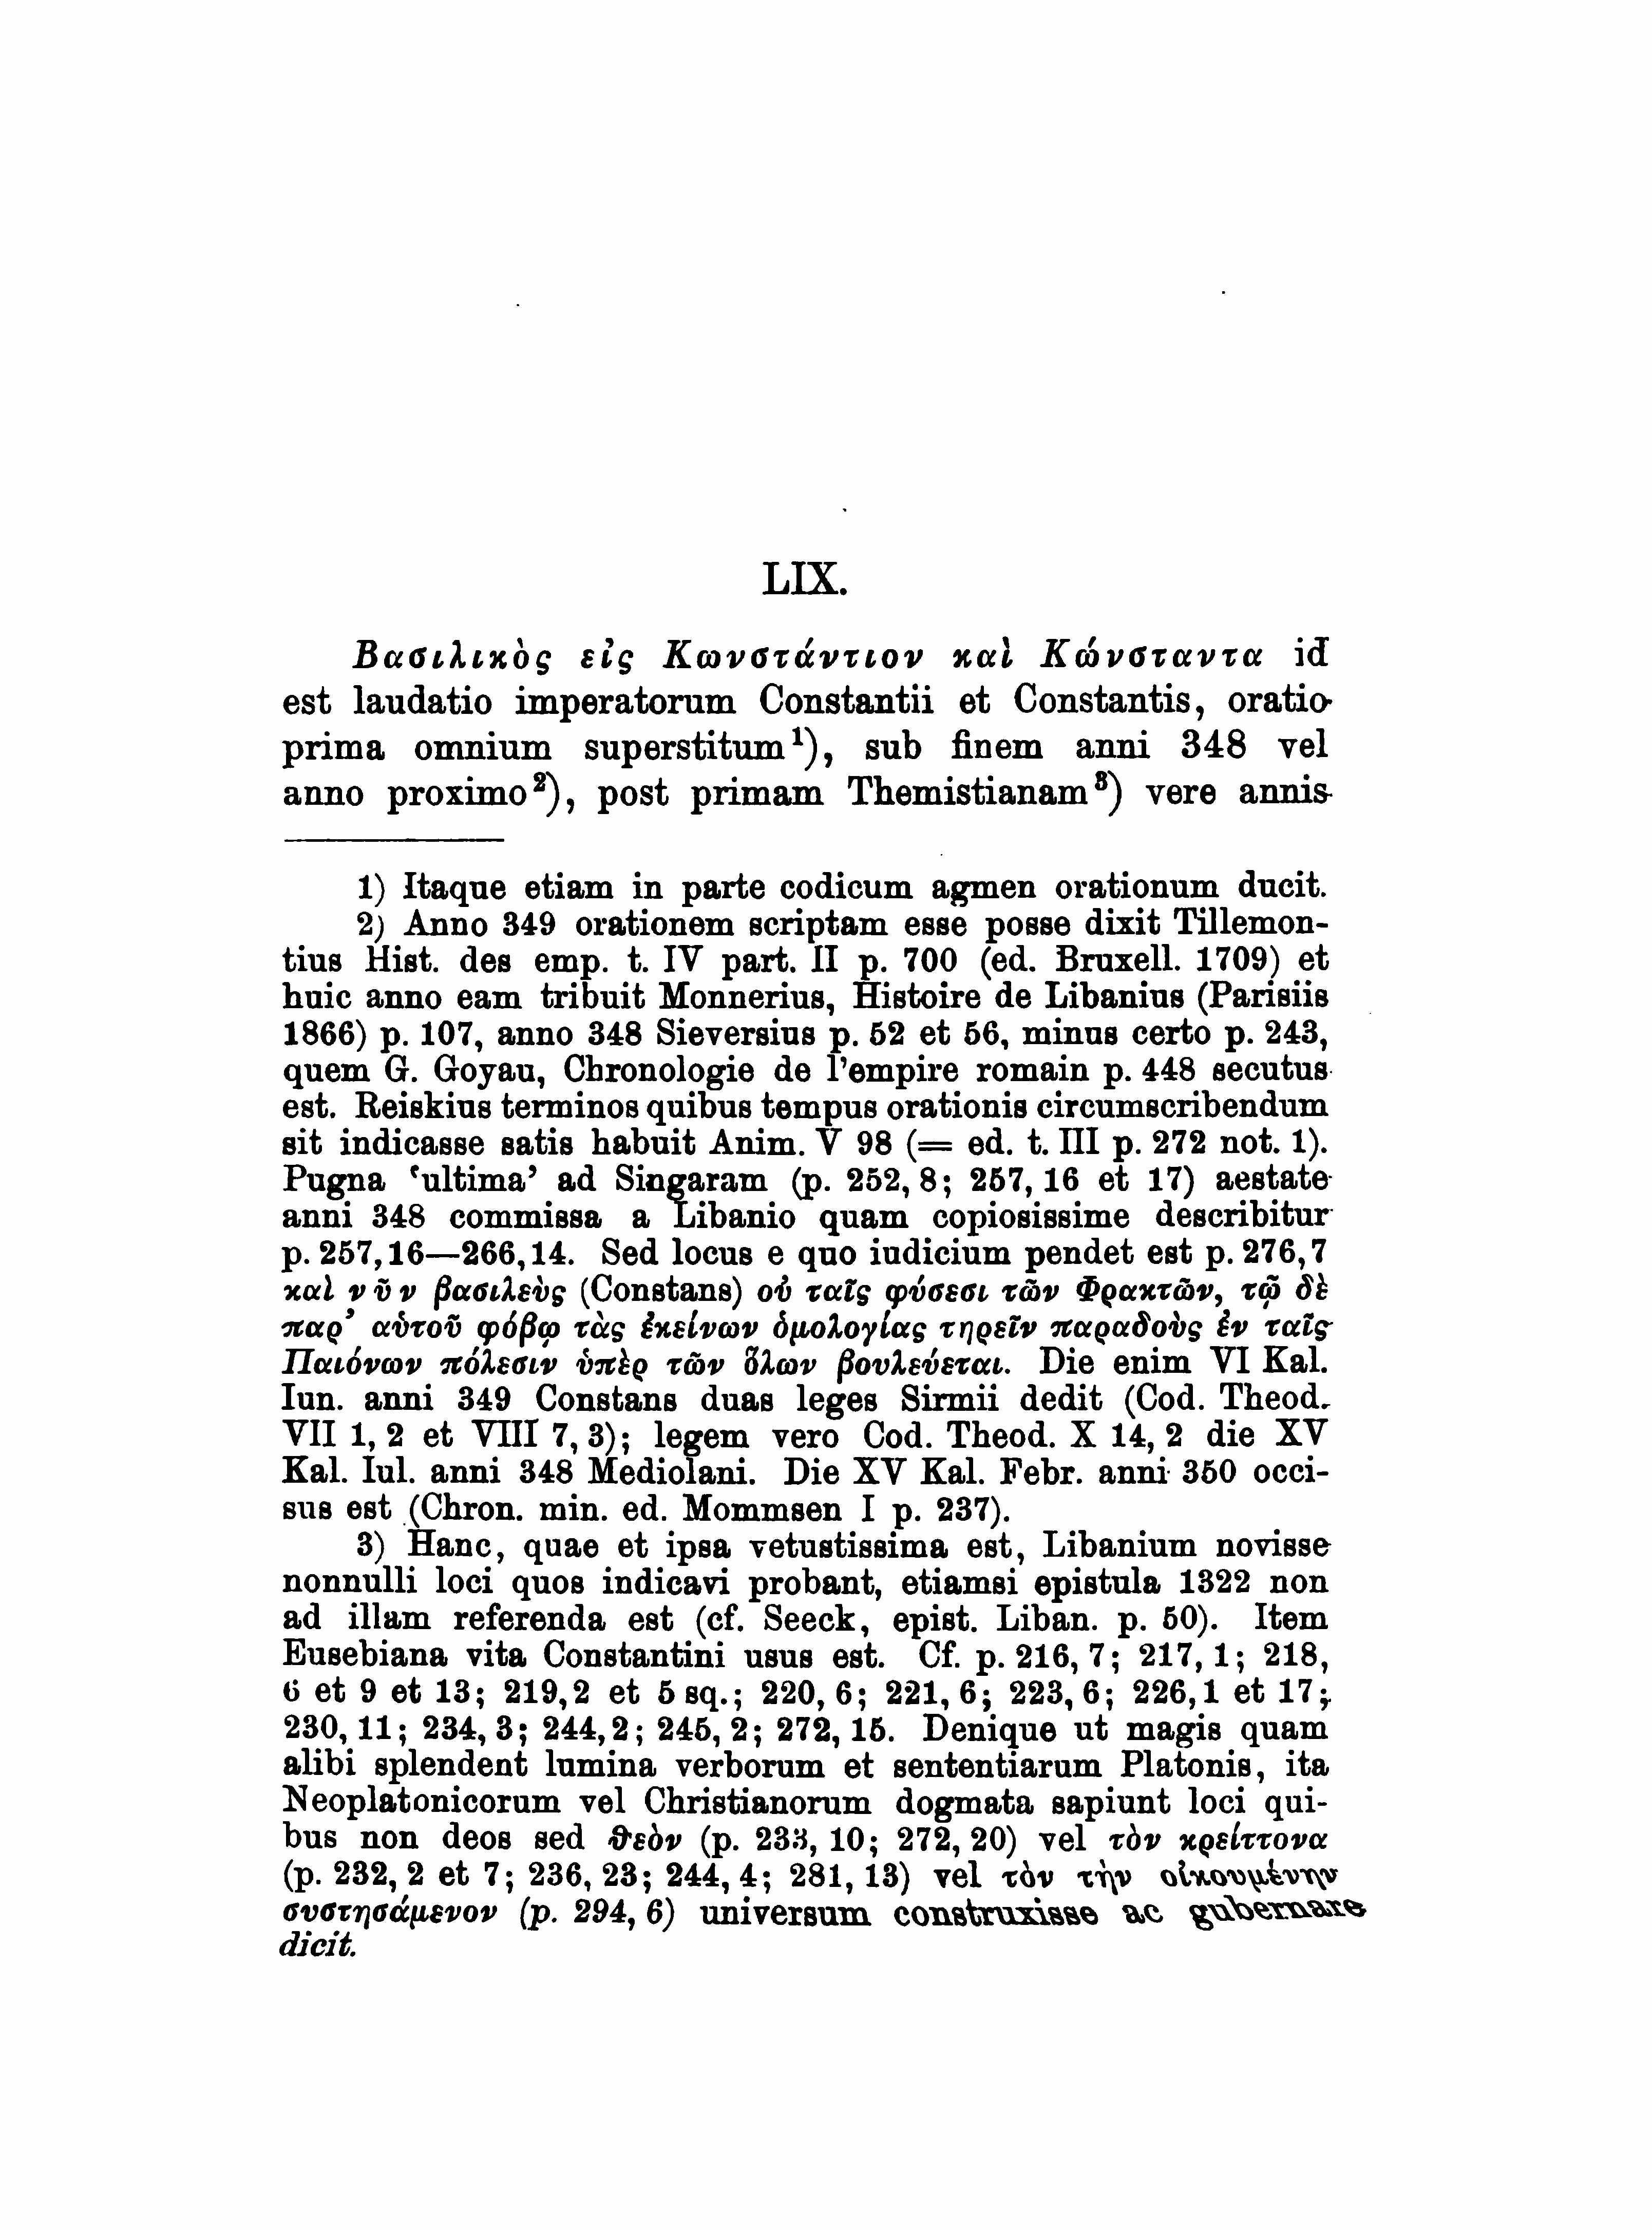 LIX.
Βασιλικὸς εἰς Κωνστάντιον καὶ Κώνσταντα id
est laudatio imperatorum Constantii et Constantis, oratio
prima omnium superstitum¹), sub finem anni 348 vel
anno proximo²), post primam Themistianam³) vere annis
1) Itaque etiam in parte codicum agmen orationum ducit.
2) Anno 349 orationem scriptam esse posse dixit Tillemon-
tius Hist. des emp. t. IV part. II p. 700 (ed. Bruxell. 1709) et
huic anno eam tribuit Monnerius, Histoire de Libanius (Parisiis
1866) p. 107, anno 348 Sieversius p. 52 et 56, minus certo p. 243,
quem G. Goyau, Chronologie de l'empire romain p. 448 secutus
est. Reiskius terminos quibus tempus orationis circumscribendum
sit indicasse satis habuit Anim. V 98 (= ed. t. III p. 272 not. 1).
Pugna ‘ultima’ ad Singaram (p. 252, 8; 257, 16 et 17) aestate
anni 348 commissa a Libanio quam copiosissime describitur
p. 257,16—266,14. Sed locus e quo iudicium pendet est p. 276,7
καὶ νῦν βασιλεὺς (Constans) οὐ ταῖς φύσεσι τῶν Φρακτῶν, τῷ δὲ
παρ’ αὐτοῦ φόβῳ τὰς ἐκείνων ὁμολογίας τηρεῖν παραδοὺς ἐν ταῖς
Παιόνων πόλεσιν ὑπὲρ τῶν ὅλων βουλεύεται. Die enim VI Kal.
Iun. anni 349 Constans duas leges Sirmii dedit (Cod. Theod.
VII 1, 2 et VIII 7, 3); legem vero Cod. Theod. X 14, 2 die XV
Kal. Iul. anni 348 Mediolani. Die XV Kal. Febr. anni 350 occi-
sus est (Chron. min. ed. Mommsen I p. 237).
3) Hanc, quae et ipsa vetustissima est, Libanium novisse
nonnulli loci quos indicavi probant, etiamsi epistula 1322 non
ad illam referenda est (cf. Seeck, epist. Liban. p. 50). Item
Eusebiana vita Constantini usus est. Cf. p. 216, 7; 217, 1; 218,
6 et 9 et 13; 219,2 et 5 sq.; 220, 6; 221, 6; 223, 6; 226,1 et 17;
230, 11; 234, 3; 244, 2; 245, 2; 272, 15. Denique ut magis quam
alibi splendent lumina verborum et sententiarum Platonis, ita
Neoplatonicorum vel Christianorum dogmata sapiunt loci qui-
bus non deos sed θεὸν (p. 233, 10; 272, 20) vel τὸν κρείττονα
(p. 232, 2 et 7; 236, 23; 244, 4; 281, 13) vel τὸν τὴν οἰκουμένην
συστησάμενον (p. 294, 6) universum construxisse ac gubernare
dicit.